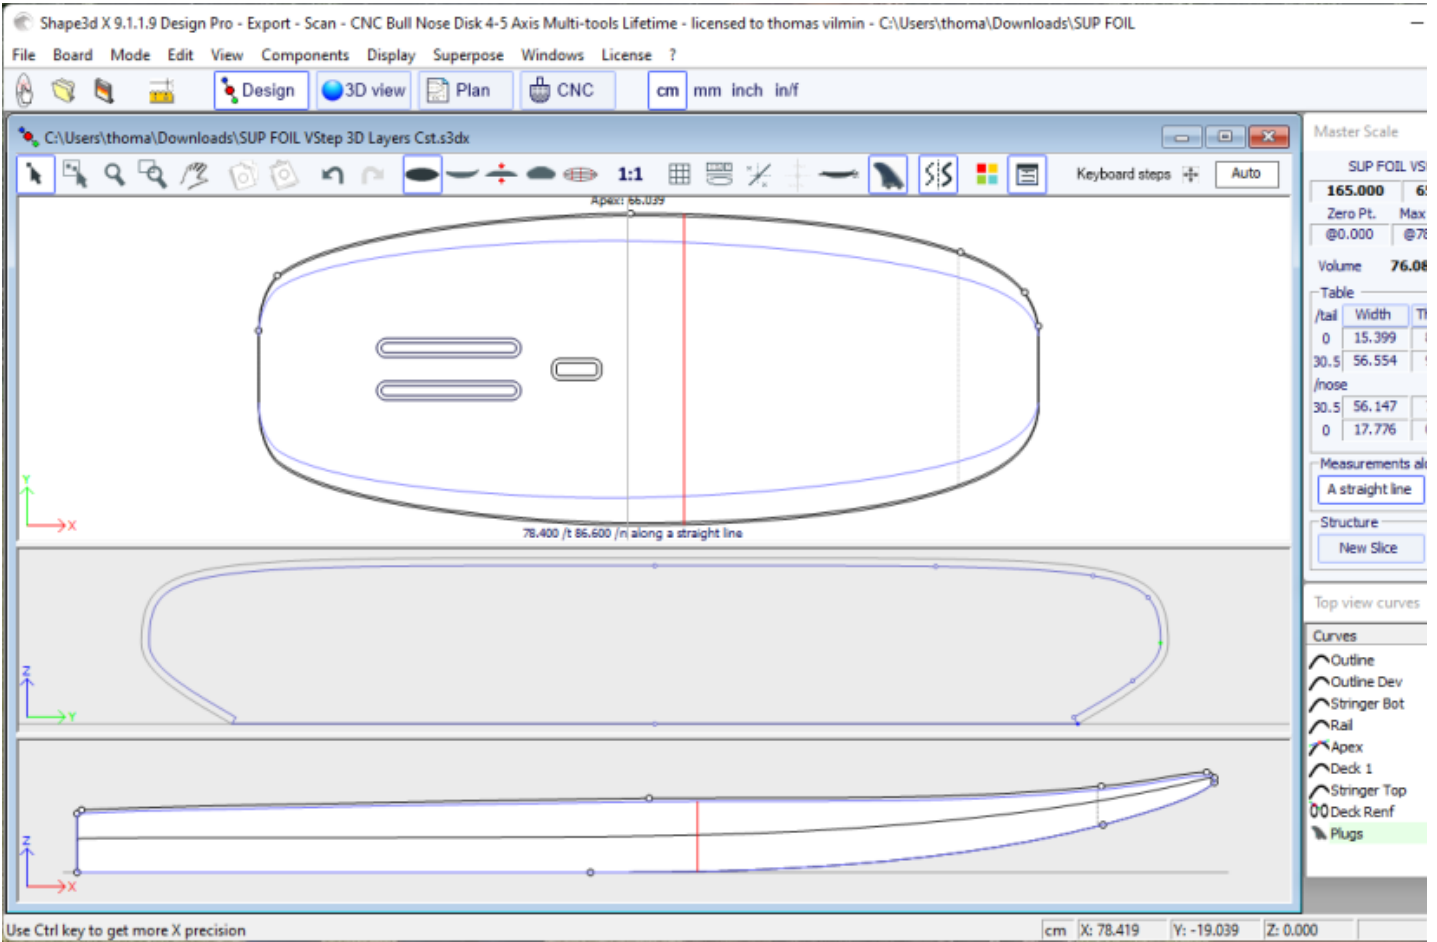 Shape3d X 9.1.1.9 Design Pro - Export - Scan - CNC Bull Nose Disk 4-5 Axis Multi-tools Lifetime - licensed to thomas vilmin - C:\Users\thoma\Downloads\SUP FOIL
File Board Mode Edit View Components Display Superpose Windows License ?
Design 3D view Plan CNC cm mm inch in/f
C:\Users\thoma\Downloads\SUP FOIL VStep 3D Layers Cst.s3dx
1:1 Keyboard steps Auto
Apex: 66.039
Y
X
78.400 /t 86.600 /n along a straight line
Z
Y
Z
X
Master Scale
SUP FOIL VS
165.000
Zero Pt. Max
@0.000 @78
Volume 76.08
Table
/tail Width
0 15.399
30.5 56.554
/nose
30.5 56.147
0 17.776
Measurements al
A straight line
Structure
New Slice
Top view curves
Curves
Outline
Outline Dev
Stringer Bot
Rail
Apex
Deck 1
Stringer Top
Deck Renf
Plugs
Use Ctrl key to get more X precision
cm X: 78.419 Y: -19.039 Z: 0.000